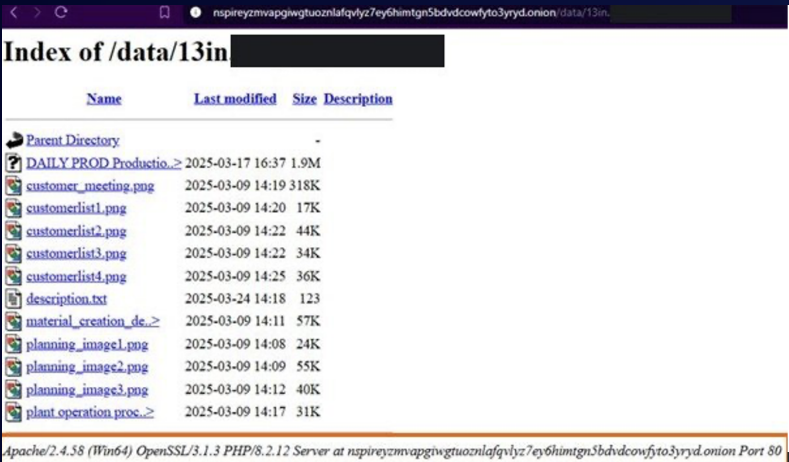 nspireyzmvapgiwgtuoznlafqvlyz7ey6himtgn5bdvdcowfyto3yryd.onion/data/13in.
Index of /data/13in
Name Last modified Size Description
Parent Directory -
DAILY PROD Productio..> 2025-03-17 16:37 1.9M
customer_meeting.png 2025-03-09 14:19 318K
customerlist1.png 2025-03-09 14:20 17K
customerlist2.png 2025-03-09 14:22 44K
customerlist3.png 2025-03-09 14:22 34K
customerlist4.png 2025-03-09 14:25 36K
description.txt 2025-03-24 14:18 123
material_creation_de..> 2025-03-09 14:11 57K
planning_image1.png 2025-03-09 14:08 24K
planning_image2.png 2025-03-09 14:09 55K
planning_image3.png 2025-03-09 14:12 40K
plant operation proc..> 2025-03-09 14:17 31K
Apache/2.4.58 (Win64) OpenSSL/3.1.3 PHP/8.2.12 Server at nspireyzmvapgiwgtuoznlafqvlyz7ey6himtgn5bdvdcowfyto3yryd.onion Port 80